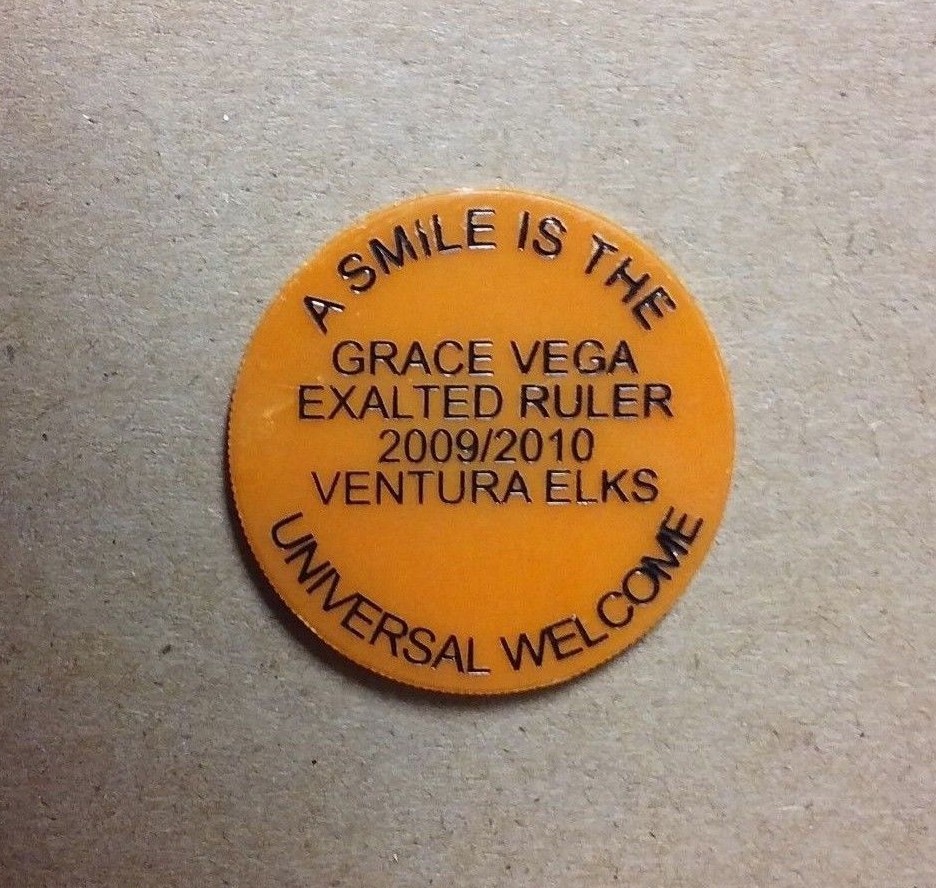 A SMILE IS THE
GRACE VEGA
EXALTED RULER
2009/2010
VENTURA ELKS
UNIVERSAL WELCOME